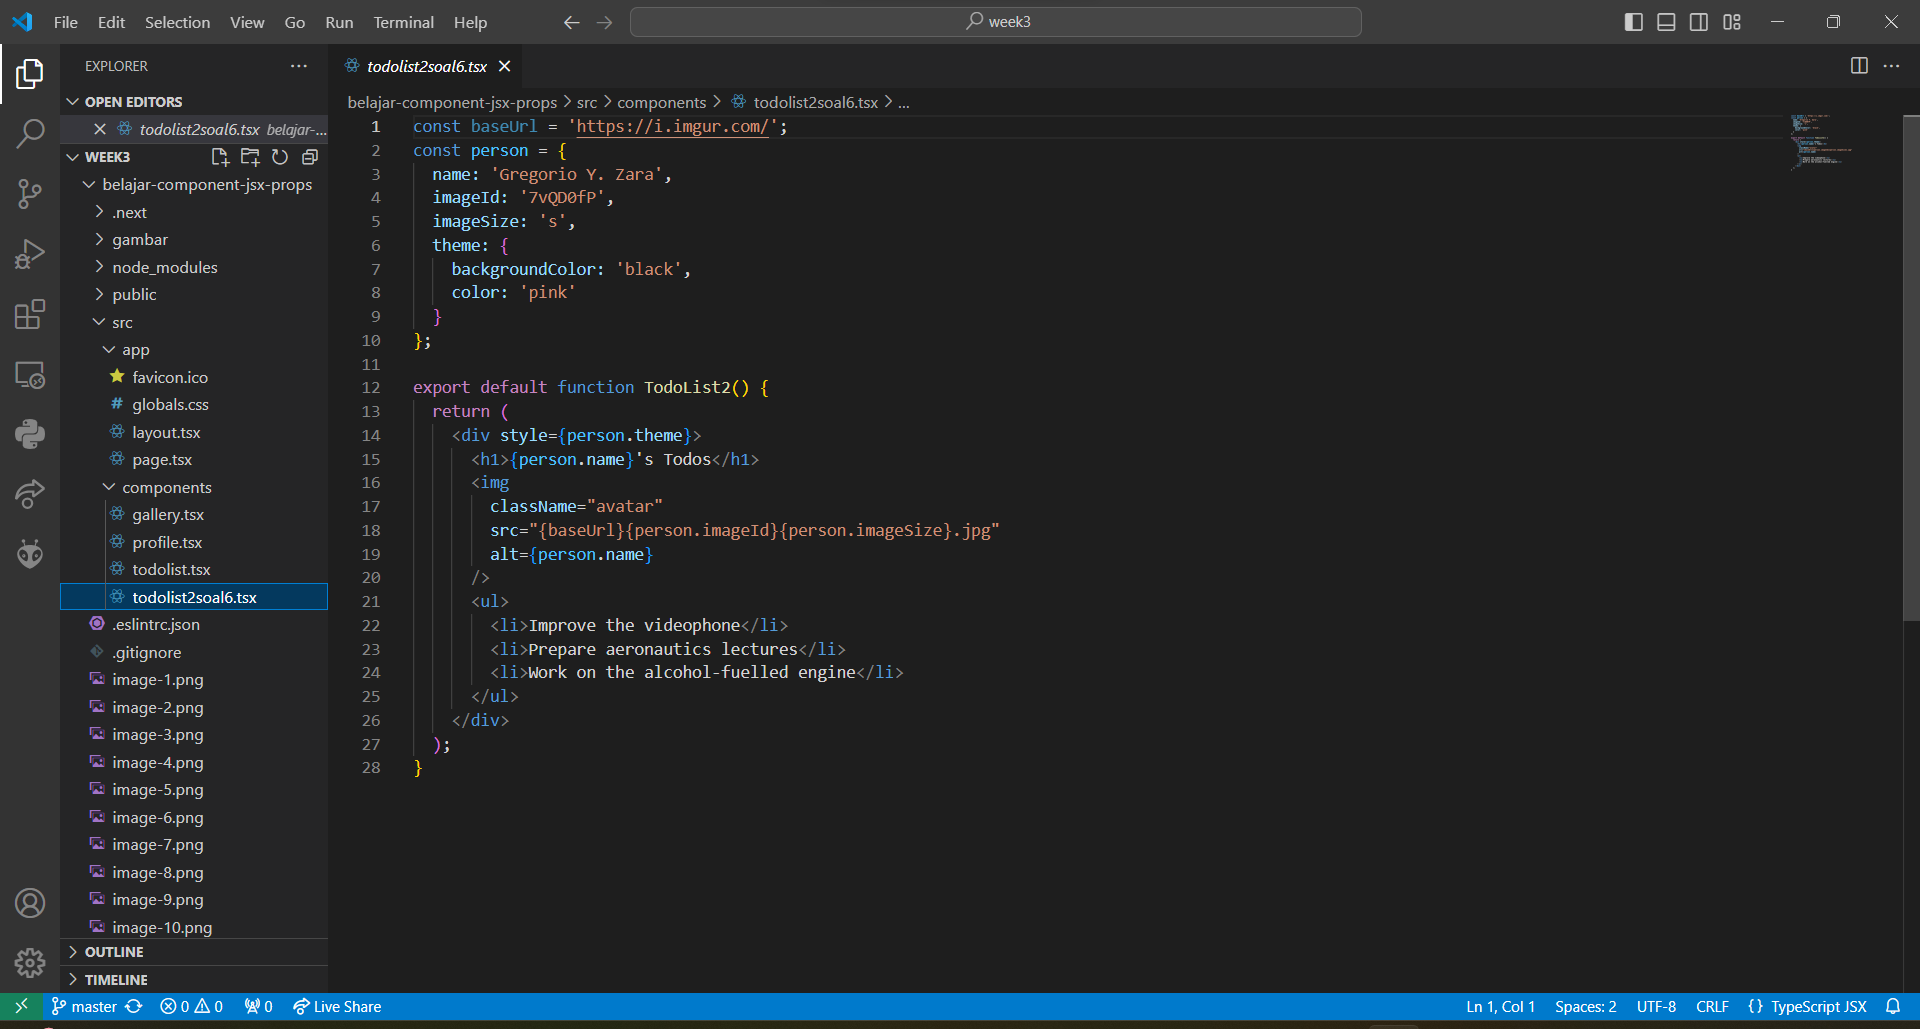 File Edit Selection View Go Run Terminal Help
week3
EXPLORER
OPEN EDITORS
todolist2soal6.tsx belajar-...
WEEK3
belajar-component-jsx-props
.next
gambar
node_modules
public
src
app
favicon.ico
globals.css
layout.tsx
page.tsx
components
gallery.tsx
profile.tsx
todolist.tsx
todolist2soal6.tsx
.eslintrc.json
.gitignore
image-1.png
image-2.png
image-3.png
image-4.png
image-5.png
image-6.png
image-7.png
image-8.png
image-9.png
image-10.png
OUTLINE
TIMELINE
todolist2soal6.tsx
belajar-component-jsx-props > src > components > todolist2soal6.tsx > ...
1 const baseUrl = 'https://i.imgur.com/';
2 const person = {
3 name: 'Gregorio Y. Zara',
4 imageId: '7vQD0fP',
5 imageSize: 's',
6 theme: {
7 backgroundColor: 'black',
8 color: 'pink'
9 }
10 };
11
12 export default function TodoList2() {
13 return (
14 <div style={person.theme}>
15 <h1>{person.name}'s Todos</h1>
16 <img
17 className="avatar"
18 src="{baseUrl}{person.imageId}{person.imageSize}.jpg"
19 alt={person.name}
20 />
21 <ul>
22 <li>Improve the videophone</li>
23 <li>Prepare aeronautics lectures</li>
24 <li>Work on the alcohol-fuelled engine</li>
25 </ul>
26 </div>
27 );
28 }
master 0 0 0 Live Share
Ln 1, Col 1 Spaces: 2 UTF-8 CRLF {} TypeScript JSX